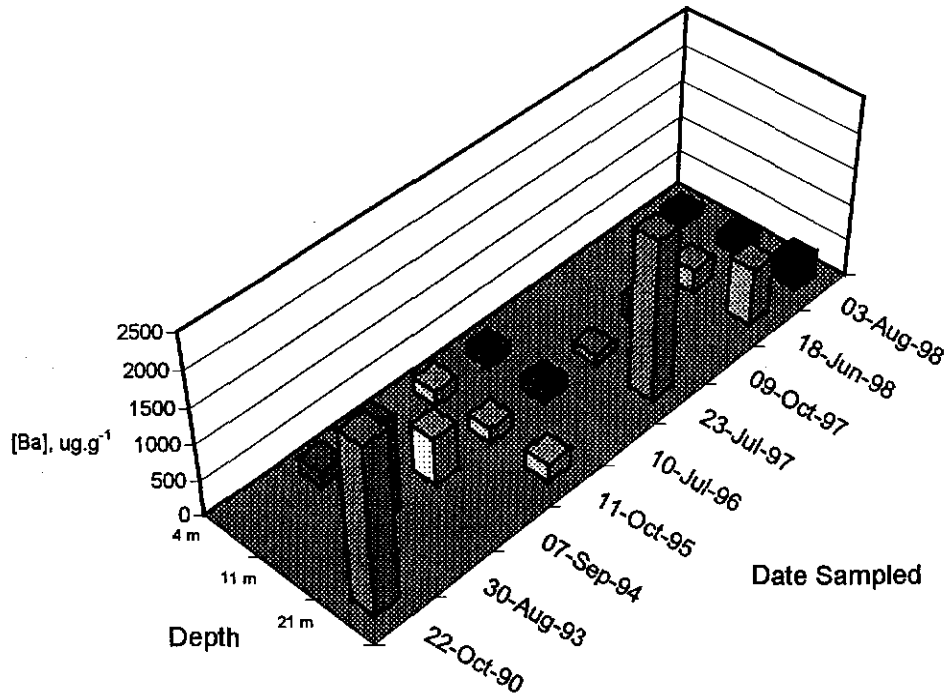 2500
2000
1500
1000
500
0
[Ba], ug.g-1
4 m
11 m
21 m
Depth
22-Oct-90
30-Aug-93
07-Sep-94
11-Oct-95
10-Jul-96
23-Jul-97
09-Oct-97
18-Jun-98
03-Aug-98
Date Sampled